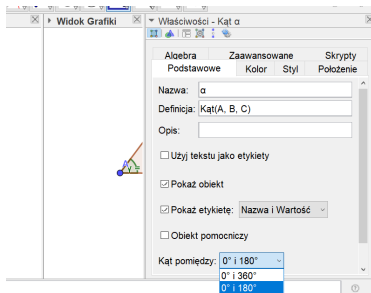 Widok Grafiki
Właściwości - Kąt α
Algebra Zaawansowane Skrypty
Podstawowe Kolor Styl Położenie
Nazwa: α
Definicja: Kąt(A, B, C)
Opis:
Użyj tekstu jako etykiety
Pokaż obiekt
Pokaż etykietę: Nazwa i Wartość
Obiekt pomocniczy
Kąt pomiędzy: 0° i 180°
0° i 360°
0° i 180°